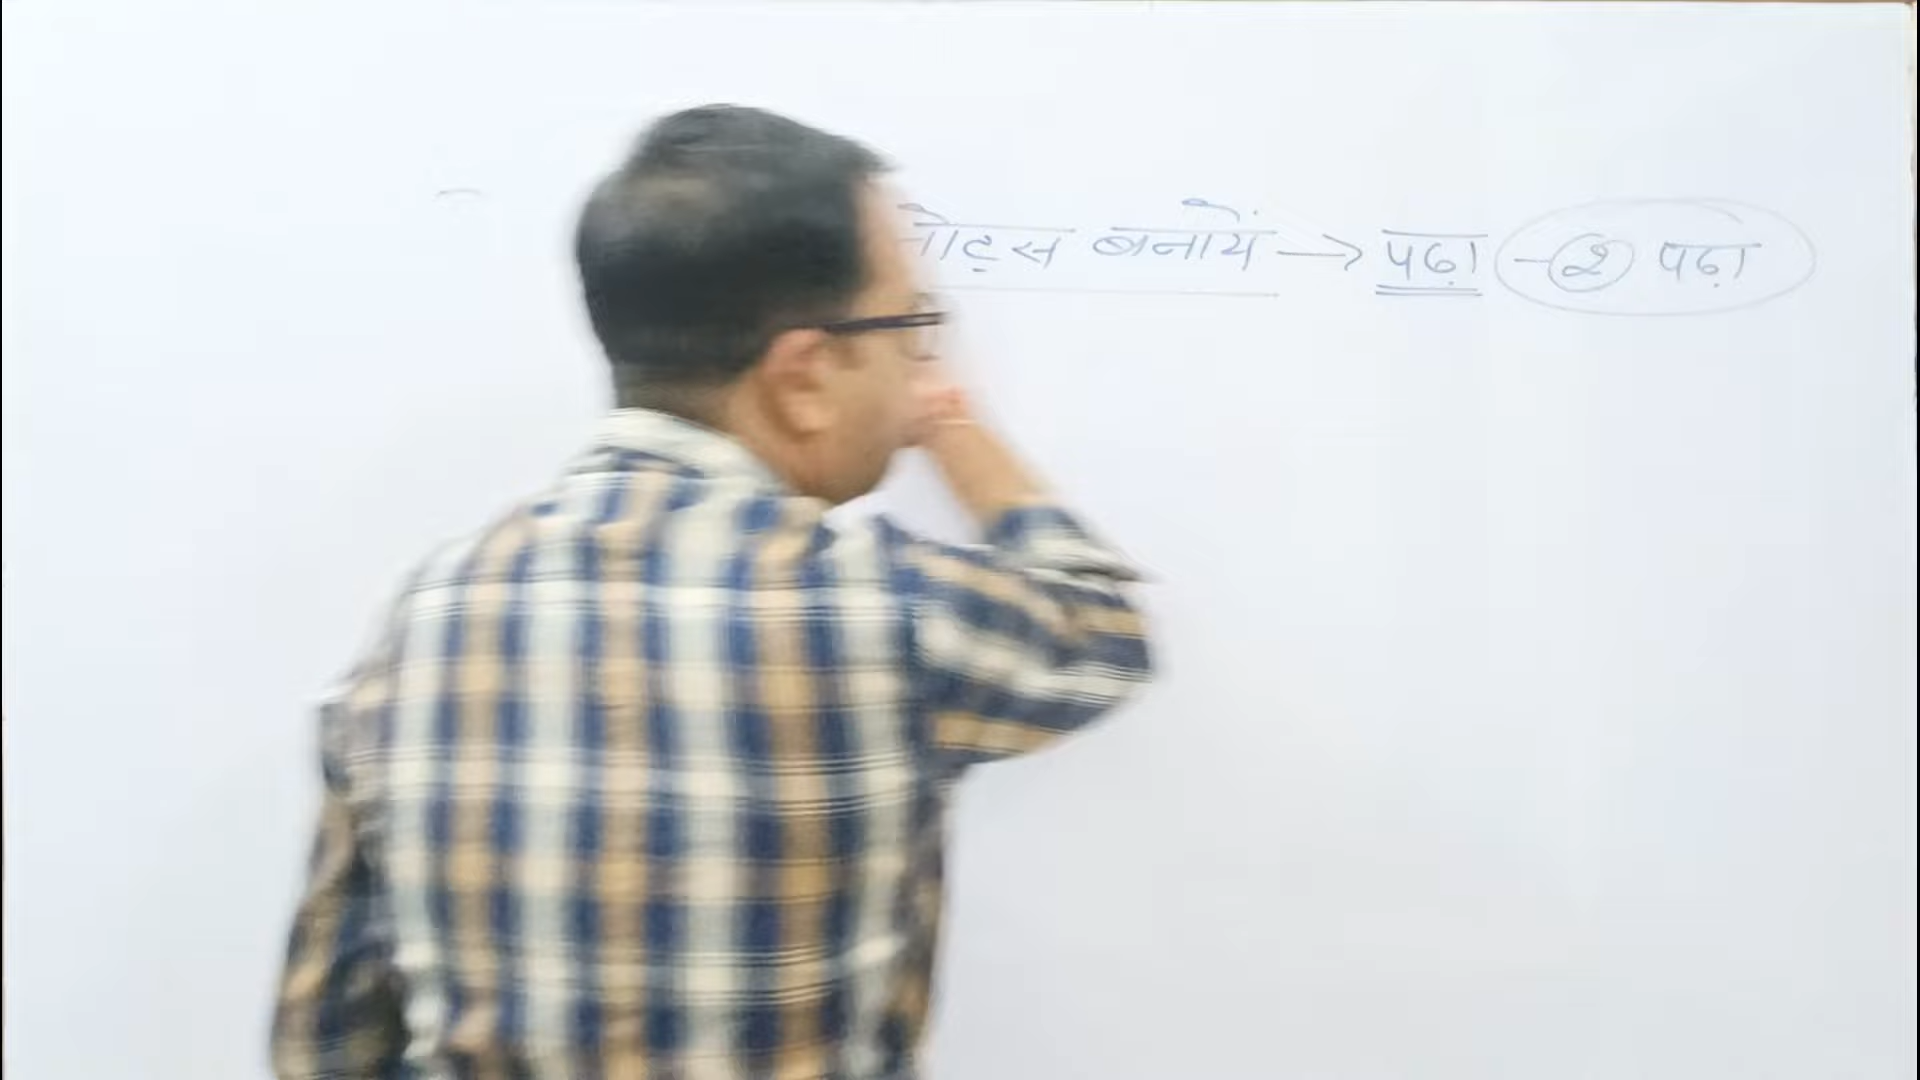 नोट्स बनायें → पढ़ा - २ पढ़ा